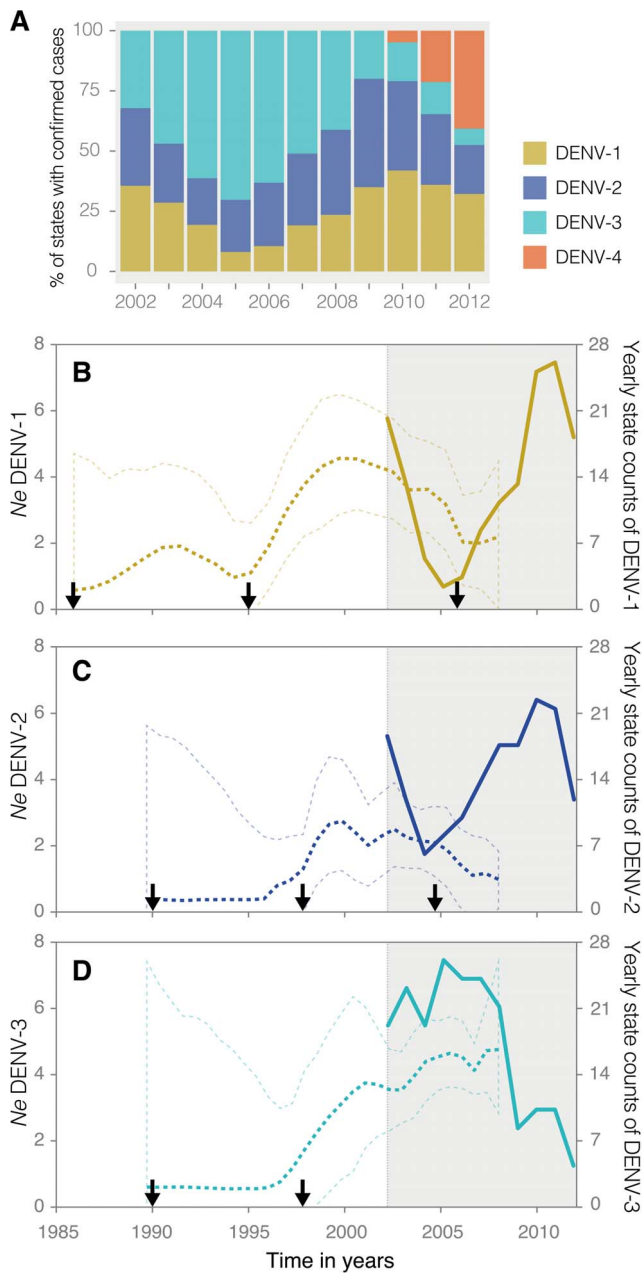 A
% of states with confirmed cases
100
75
50
25
0
2002
2004
2006
2008
2010
2012
DENV-1
DENV-2
DENV-3
DENV-4
B
Ne DENV-1
8
6
4
2
0
28
21
14
7
0
Yearly state counts of DENV-1
C
Ne DENV-2
8
6
4
2
0
28
21
14
7
0
Yearly state counts of DENV-2
D
Ne DENV-3
8
6
4
2
0
28
21
14
7
0
Yearly state counts of DENV-3
1985
1990
1995
2000
2005
2010
Time in years